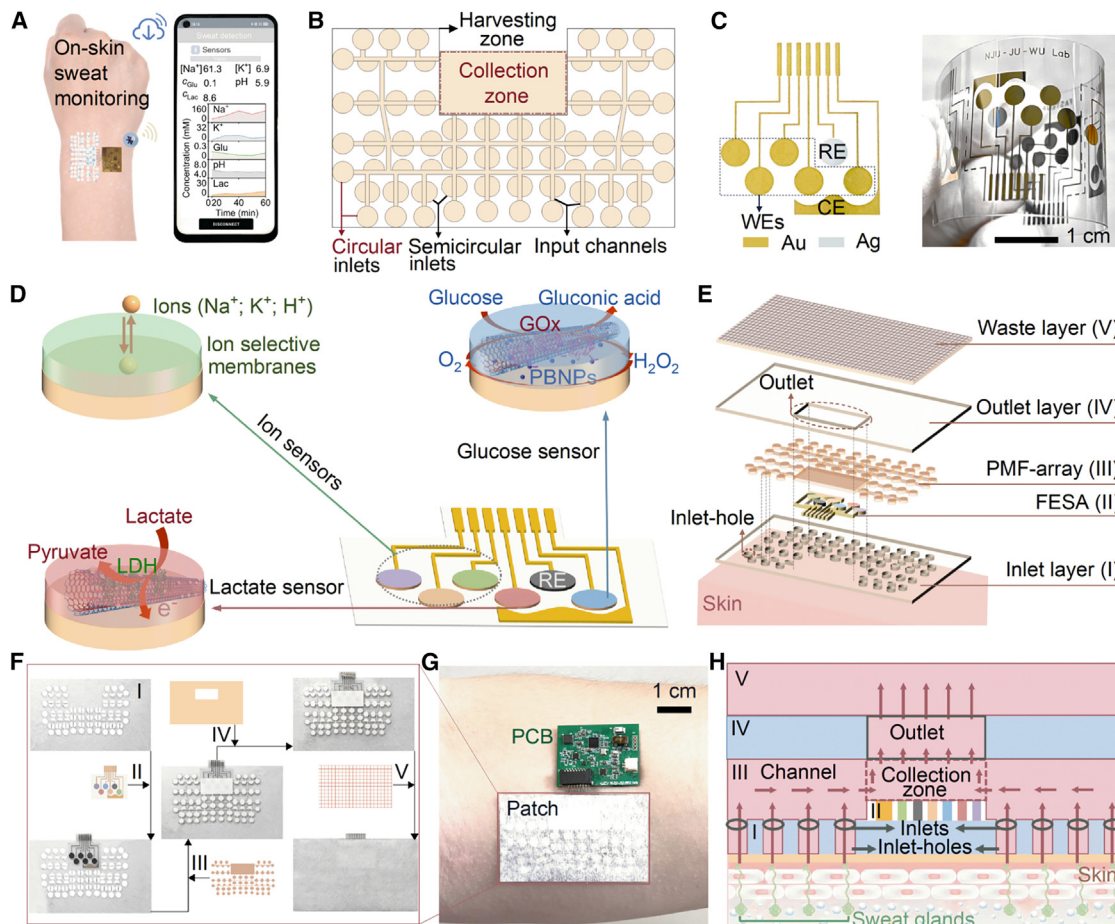 A
On-skin
sweat
monitoring
Sweat detection
Sensors
[Na⁺] 61.3 [K⁺] 6.9
cGlu 0.1 pH 5.9
cLac 8.6
Concentration (mM)
160
Na⁺
0
32
K⁺
0
0.3
Glu
0.0
8.0
pH
4.0
30
Lac
0
20 40 60
Time (min)
DISCONNECT
B
Harvesting
zone
Collection
zone
Circular
inlets
Semicircular
inlets
Input channels
C
RE
CE
WEs
Au
Ag
NJU-JU-WU Lab
1 cm
D
Ions (Na⁺; K⁺; H⁺)
Ion selective
membranes
Glucose
Gluconic acid
GOx
O₂
H₂O₂
PBNPs
Ion sensors
Glucose sensor
Lactate
Pyruvate
LDH
e⁻
Lactate sensor
RE
E
Waste layer (V)
Outlet
Outlet layer (IV)
PMF-array (III)
FESA (II)
Inlet-hole
Inlet layer (I)
Skin
F
I
II
III
IV
V
G
1 cm
PCB
Patch
H
V
IV
Outlet
III
Channel
Collection
zone
II
I
Inlets
Inlet-holes
Skin
Sweat glands